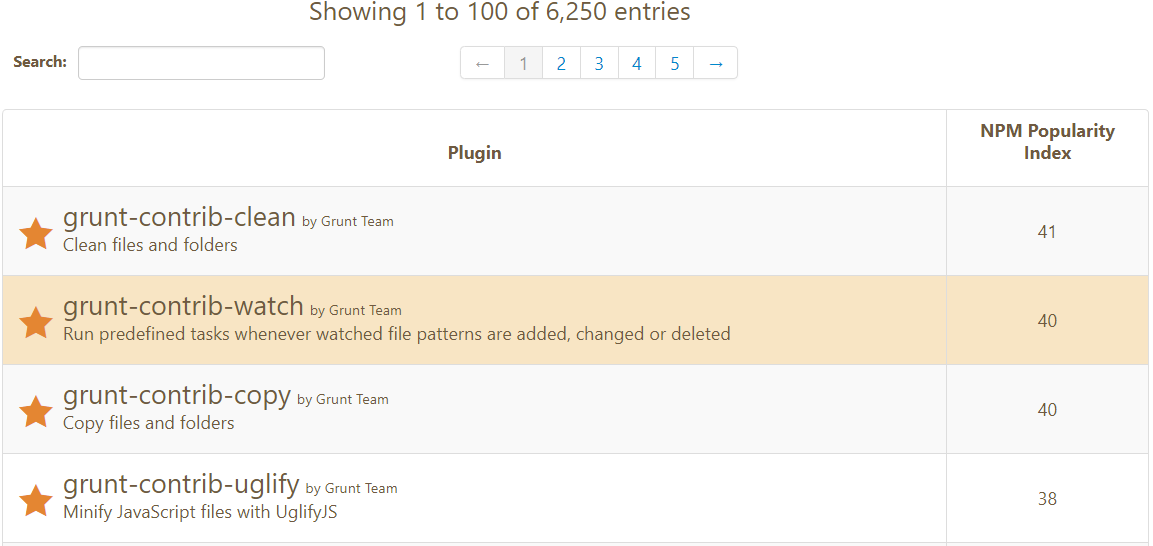 Showing 1 to 100 of 6,250 entries
Search:
← 1 2 3 4 5 →
Plugin
NPM Popularity
Index
grunt-contrib-clean by Grunt Team
Clean files and folders
41
grunt-contrib-watch by Grunt Team
Run predefined tasks whenever watched file patterns are added, changed or deleted
40
grunt-contrib-copy by Grunt Team
Copy files and folders
40
grunt-contrib-uglify by Grunt Team
Minify JavaScript files with UglifyJS
38